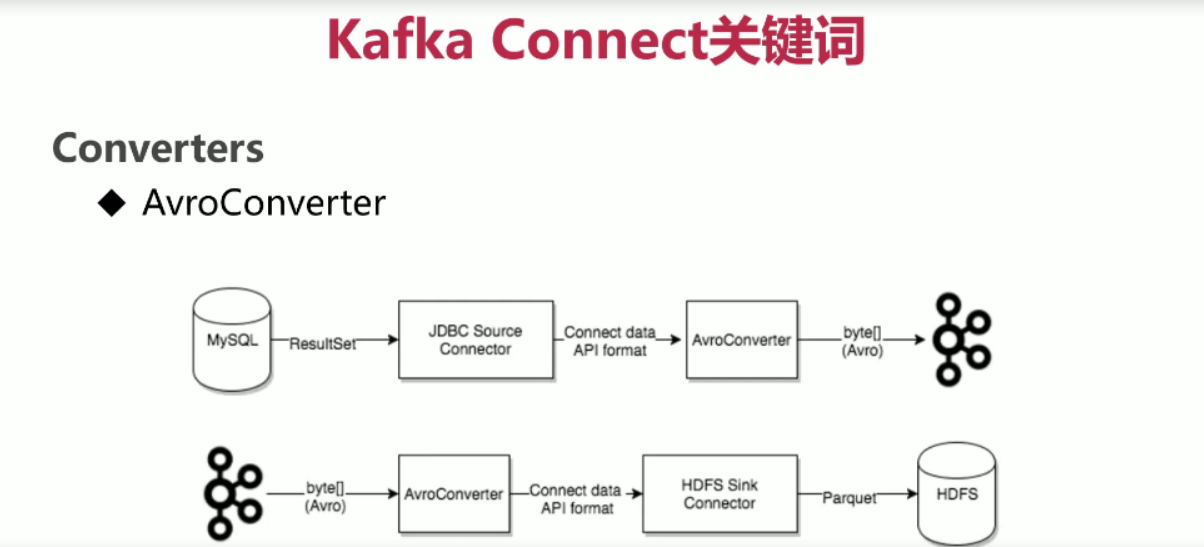 Kafka Connect关键词
Converters
◆ AvroConverter
MySQL
ResultSet
JDBC Source
Connector
Connect data
API format
AvroConverter
byte[]
(Avro)
byte[]
(Avro)
AvroConverter
Connect data
API format
HDFS Sink
Connector
Parquet
HDFS